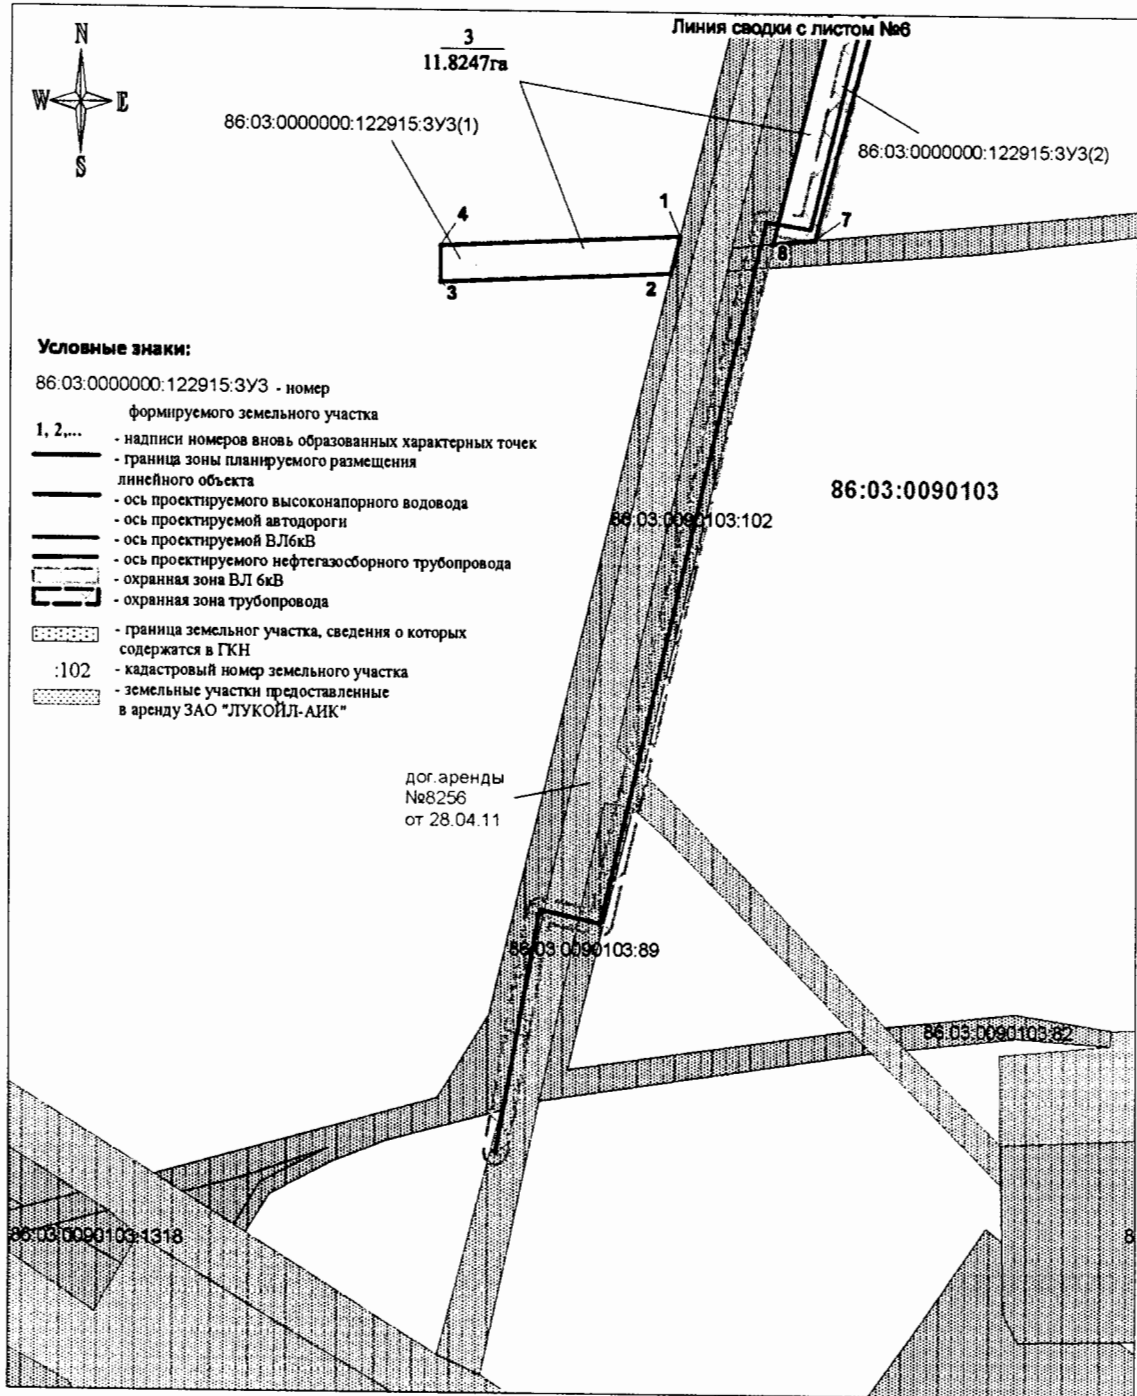 Линия сводки с листом №6
N
W E
S
3
11.8247га
86:03:0000000:122915:ЗУ3(1)
86:03:0000000:122915:ЗУ3(2)
4
1
7
8
3
2
Условные знаки:
86:03:0000000:122915:ЗУ3 - номер
формируемого земельного участка
1, 2,... - надписи номеров вновь образованных характерных точек
- граница зоны планируемого размещения
линейного объекта
- ось проектируемого высоконапорного водовода
- ось проектируемой автодороги
- ось проектируемой ВЛ6кВ
- ось проектируемого нефтегазосборного трубопровода
- охранная зона ВЛ 6кВ
- охранная зона трубопровода
- граница земельног участка, сведения о которых
содержатся в ГКН
:102 - кадастровый номер земельного участка
- земельные участки предоставленные
в аренду ЗАО "ЛУКОЙЛ-АИК"
86:03:0090103
86:03:0090103:102
дог.аренды
№8256
от 28.04.11
86:03:0090103:89
86:03:0090103:82
86:03:0090103:1318
8